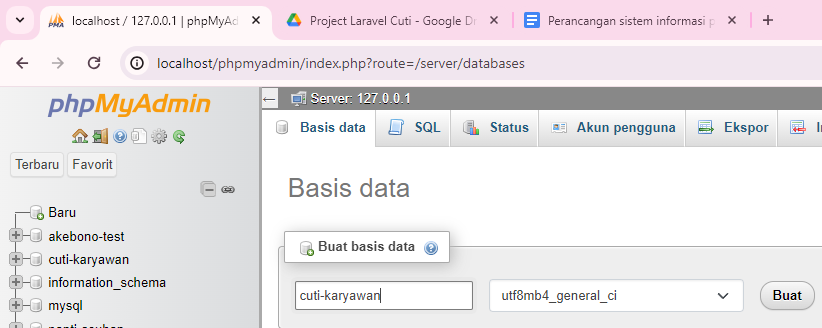 localhost / 127.0.0.1 | phpMyAd
Project Laravel Cuti - Google Dr
Perancangan sistem informasi p
localhost/phpmyadmin/index.php?route=/server/databases
phpMyAdmin
Server: 127.0.0.1
Basis data
SQL
Status
Akun pengguna
Ekspor
Terbaru
Favorit
Basis data
Baru
akebono-test
cuti-karyawan
information_schema
mysql
Buat basis data
cuti-karyawan
utf8mb4_general_ci
Buat